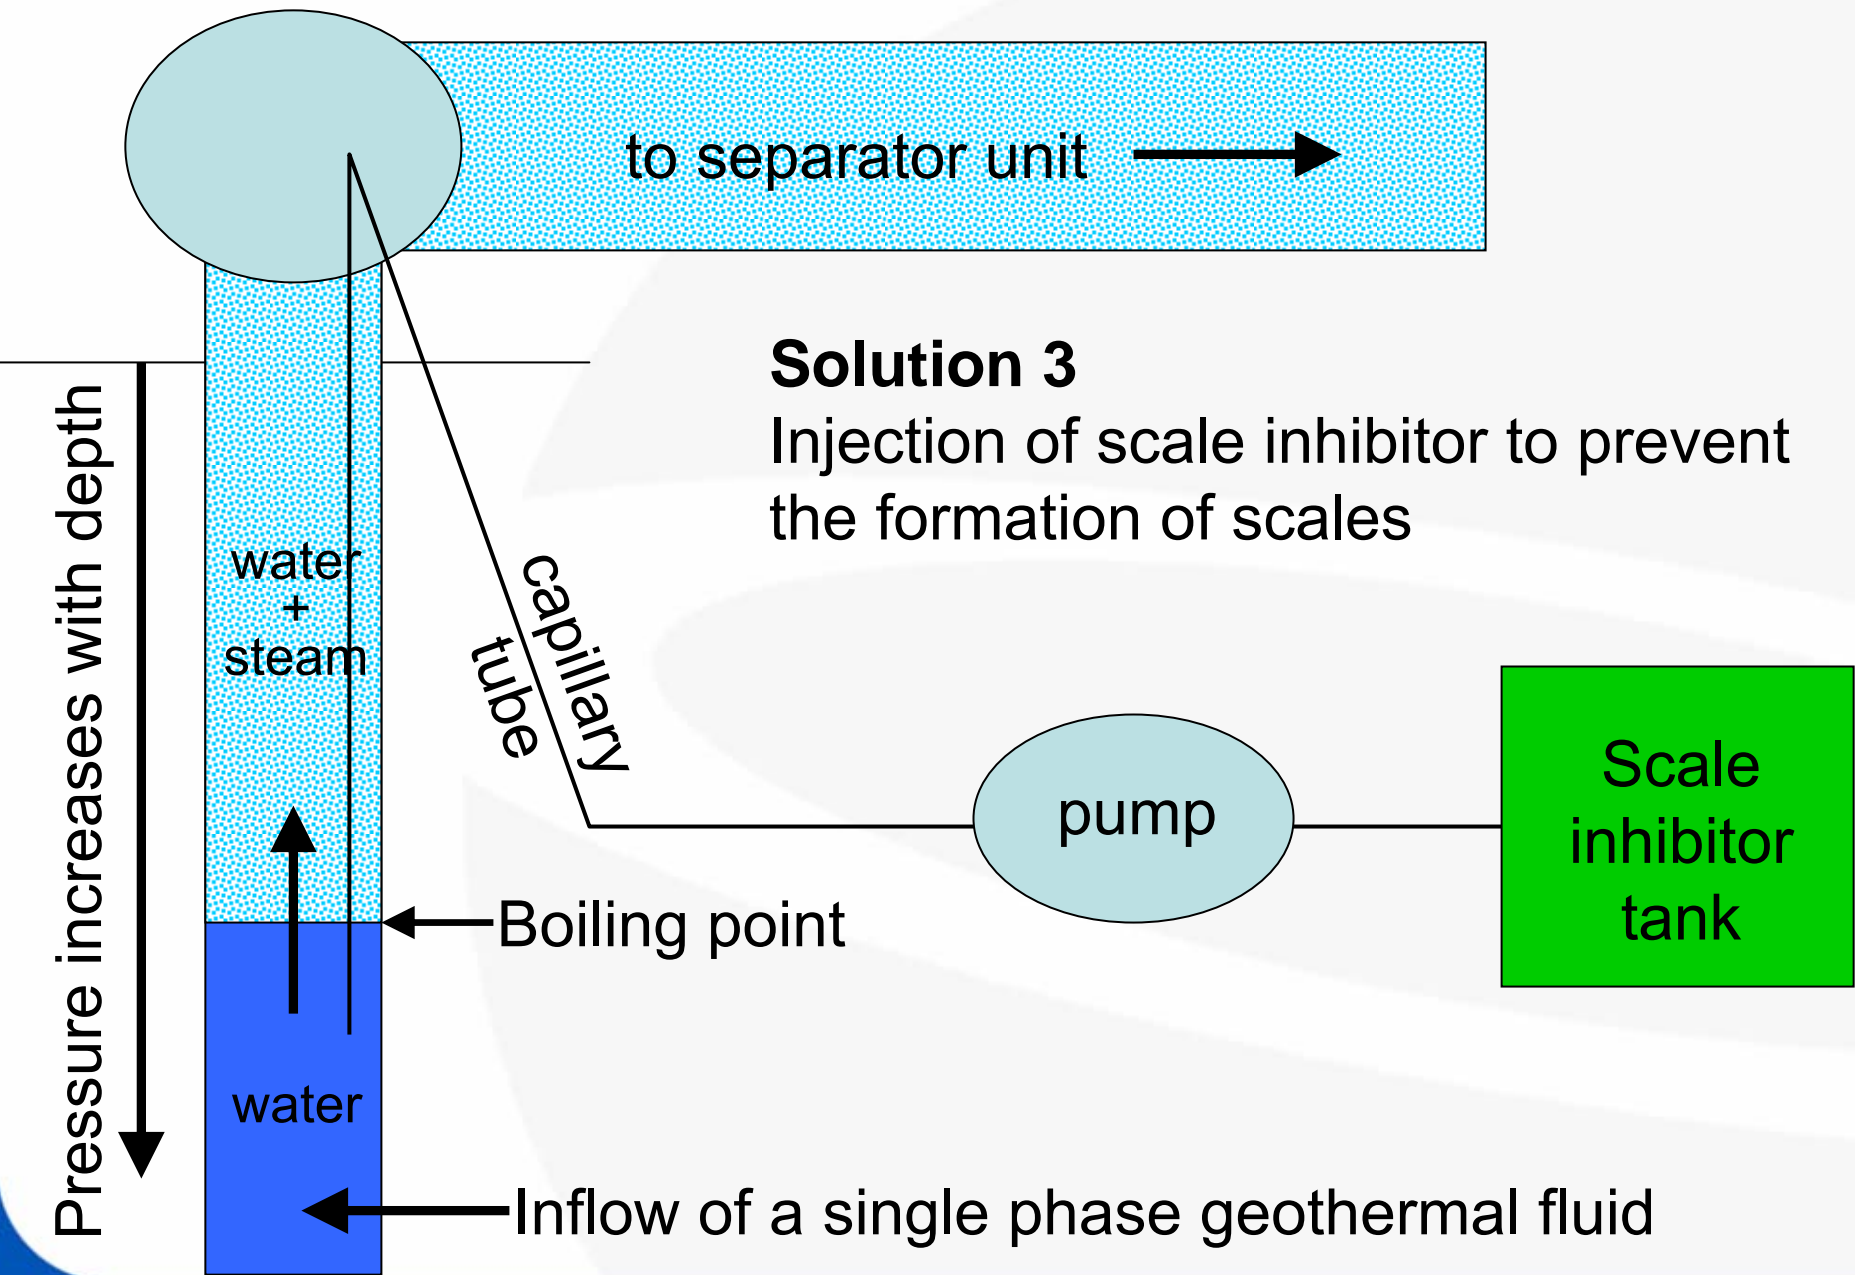 to separator unit
Solution 3
Injection of scale inhibitor to prevent
the formation of scales
Pressure increases with depth
water
+
steam
capillary
tube
pump
Scale
inhibitor
tank
Boiling point
water
Inflow of a single phase geothermal fluid